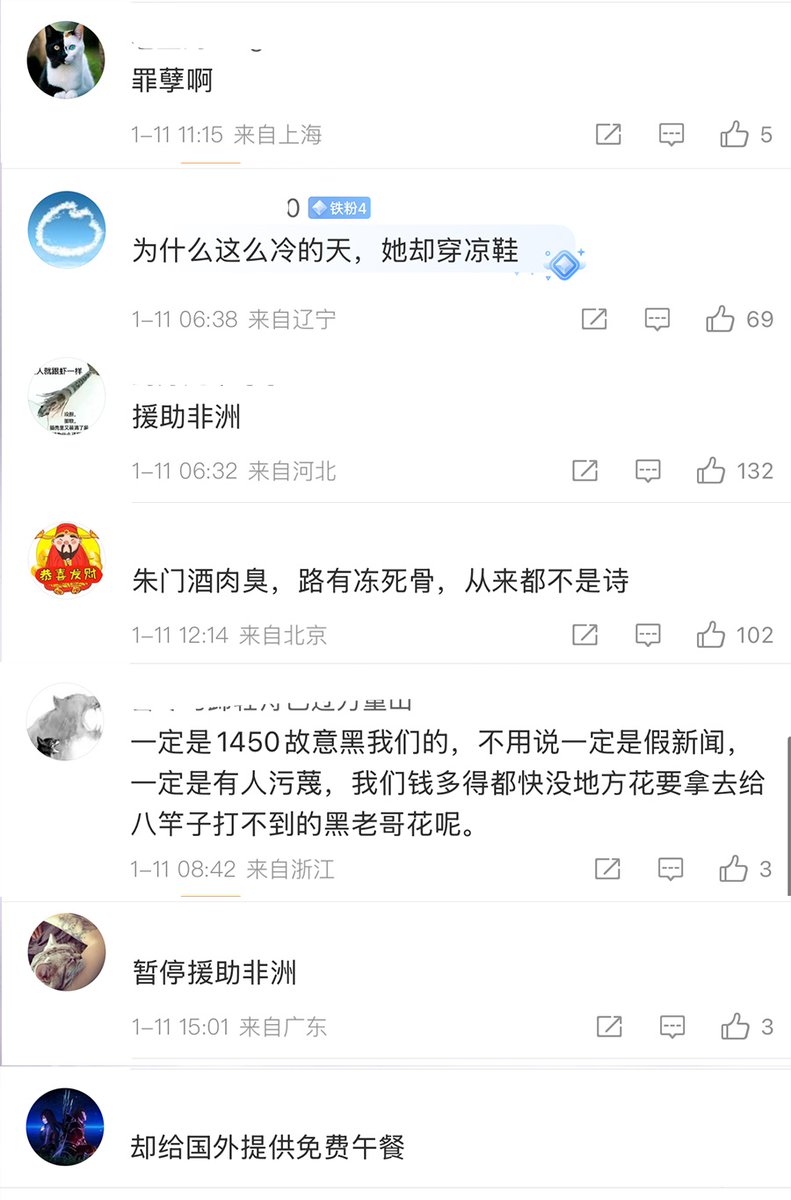 罪孽啊
1-11 11:15 来自上海
5
铁粉4
为什么这么冷的天，她却穿凉鞋
1-11 06:38 来自辽宁
69
人就跟虾一样
援助非洲
1-11 06:32 来自河北
132
恭喜发财
朱门酒肉臭，路有冻死骨，从来都不是诗
1-11 12:14 来自北京
102
一定是1450故意黑我们的，不用说一定是假新闻，
一定是有人污蔑，我们钱多得都快没地方花要拿去给
八竿子打不到的黑老哥花呢。
1-11 08:42 来自浙江
3
暂停援助非洲
1-11 15:01 来自广东
3
却给国外提供免费午餐